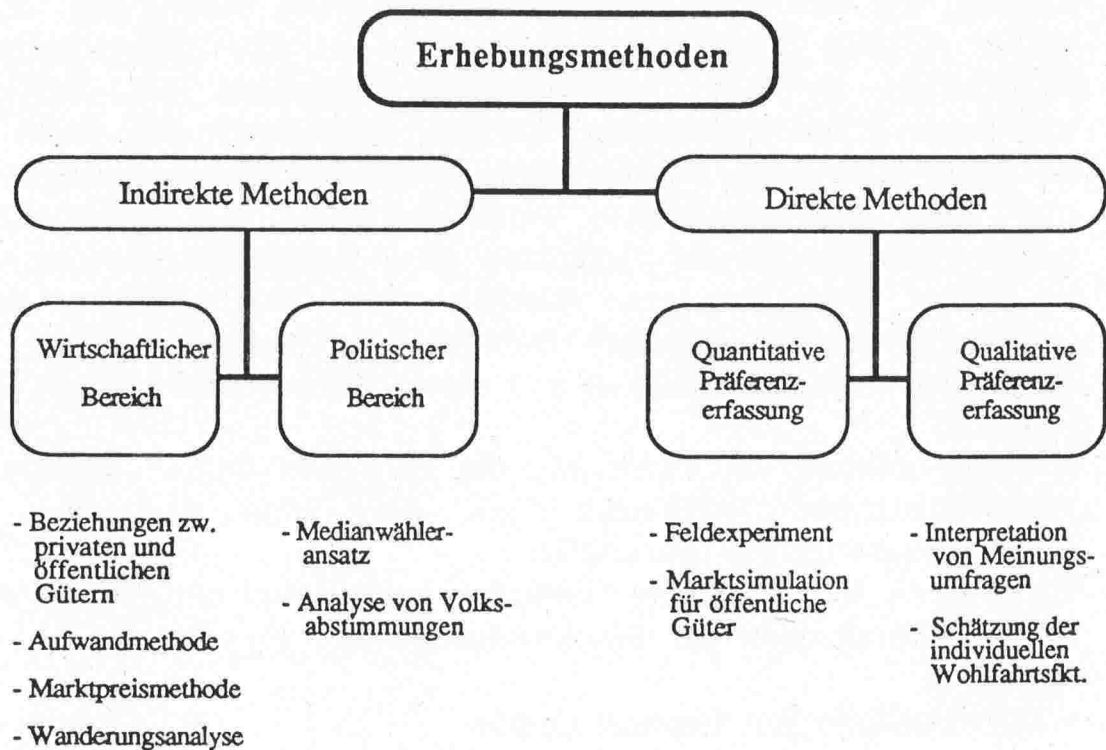 Erhebungsmethoden
Indirekte Methoden
Direkte Methoden
Wirtschaftlicher
Bereich
Politischer
Bereich
Quantitative
Präferenz-
erfassung
Qualitative
Präferenz-
erfassung
- Beziehungen zw.
privaten und
öffentlichen
Gütern
- Aufwandmethode
- Marktpreismethode
- Wanderungsanalyse
- Medianwähler-
ansatz
- Analyse von Volks-
abstimmungen
- Feldexperiment
- Marktsimulation
für öffentliche
Güter
- Interpretation
von Meinungs-
umfragen
- Schätzung der
individuellen
Wohlfahrtsfkt.